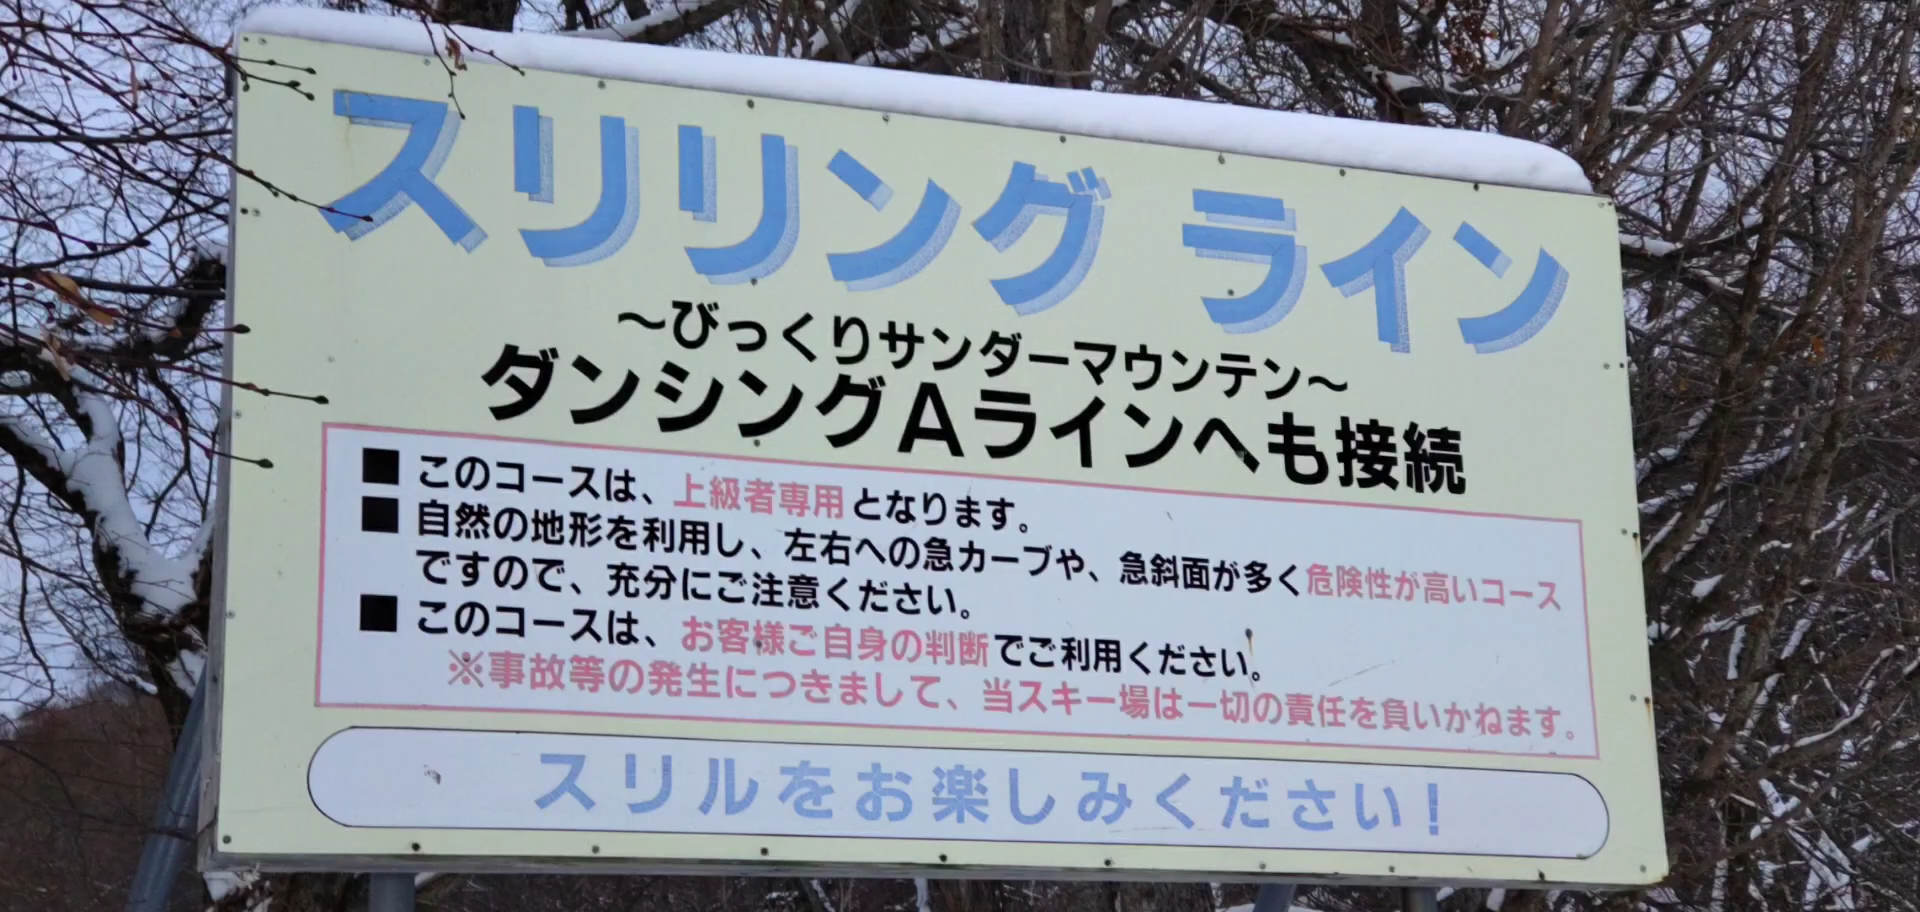 スリリング ライン
～びっくりサンダーマウンテン～
ダンシングAラインへも接続
■ このコースは、上級者専用となります。
■ 自然の地形を利用し、左右への急カーブや、急斜面が多く危険性が高いコース
ですので、充分にご注意ください。
■ このコースは、お客様ご自身の判断でご利用ください。
※事故等の発生につきまして、当スキー場は一切の責任を負いかねます。
スリルをお楽しみください!